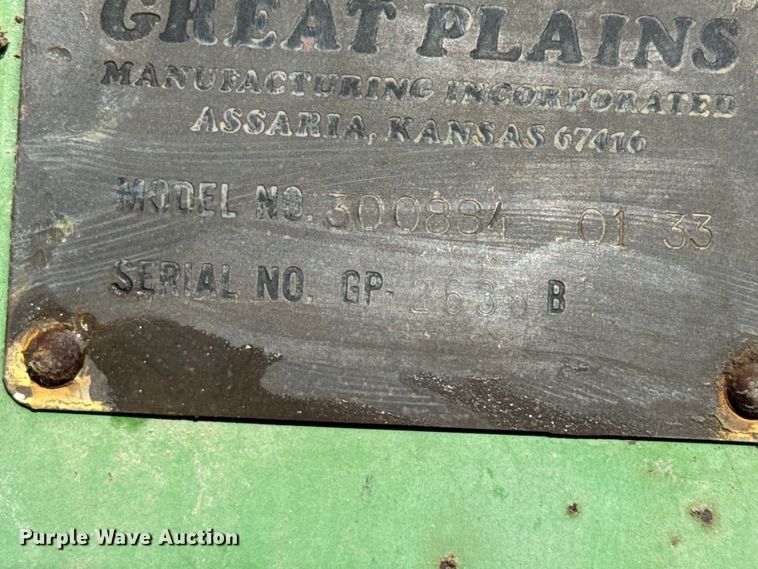 GREAT PLAINS
MANUFACTURING INCORPORATED
ASSARIA, KANSAS 67416
MODEL NO. 300884 01 33
SERIAL NO. GP- B
Purple Wave Auction